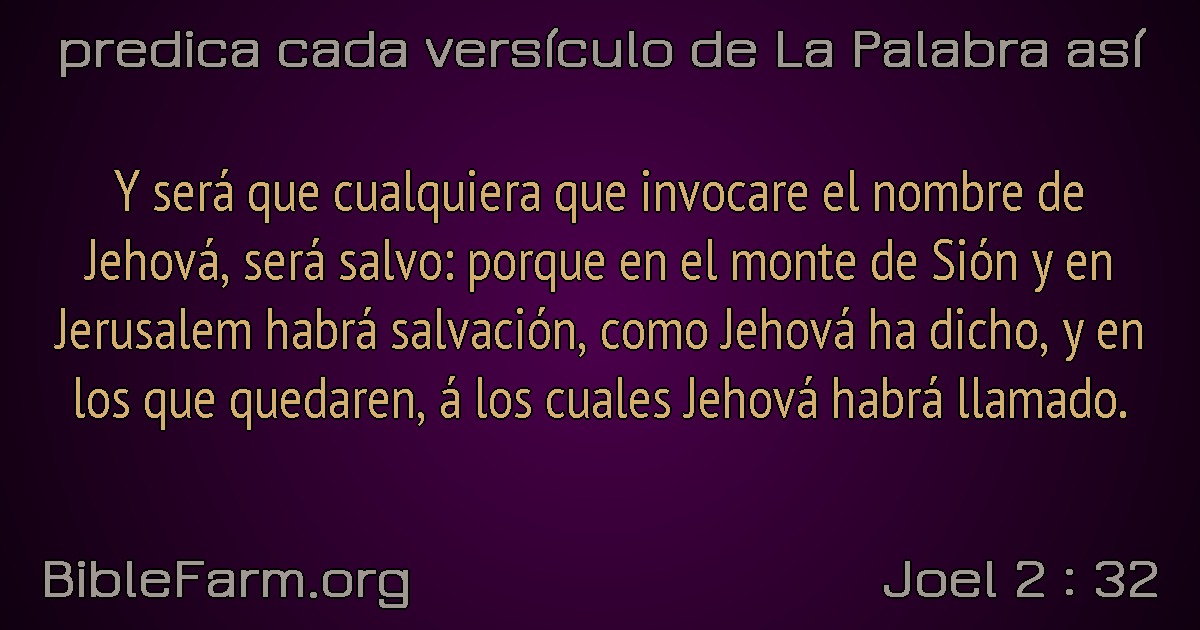 predica cada versículo de La Palabra así
Y será que cualquiera que invocare el nombre de
Jehová, será salvo: porque en el monte de Sión y en
Jerusalem habrá salvación, como Jehová ha dicho, y en
los que quedaren, á los cuales Jehová habrá llamado.
BibleFarm.org
Joel 2 : 32